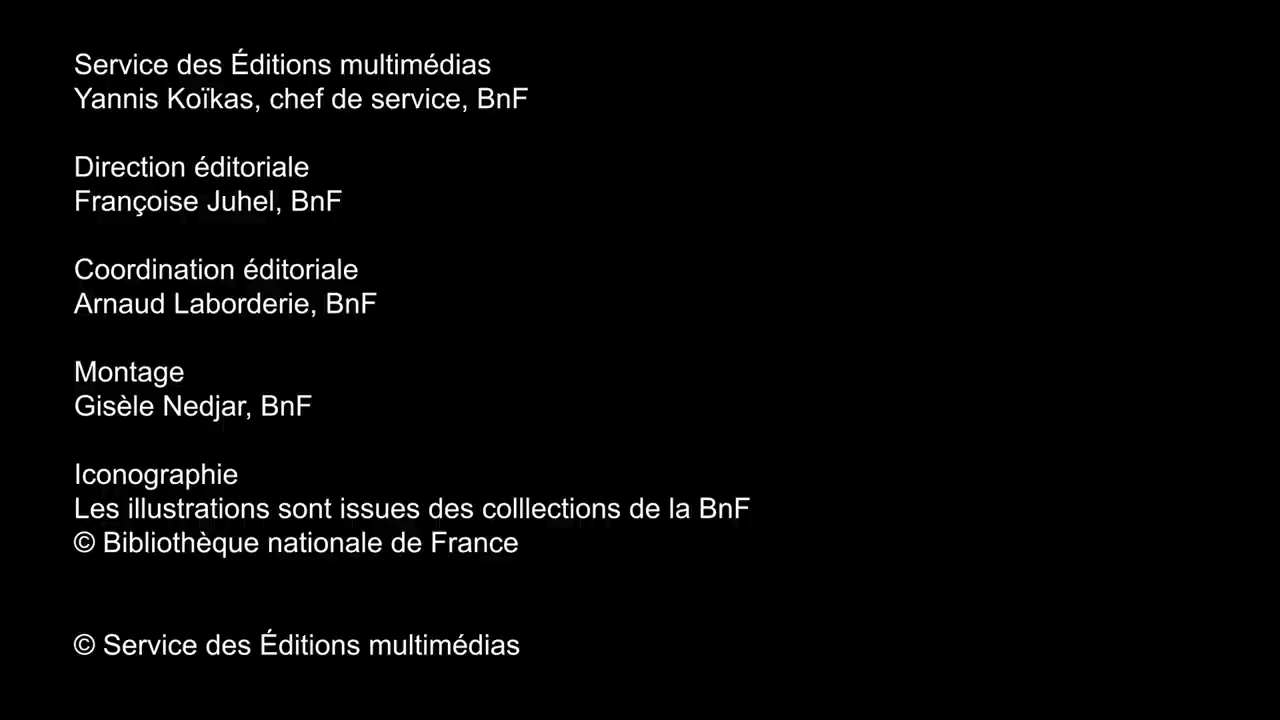 Service des Éditions multimédias
Yannis Koïkas, chef de service, BnF
Direction éditoriale
Françoise Juhel, BnF
Coordination éditoriale
Arnaud Laborderie, BnF
Montage
Gisèle Nedjar, BnF
Iconographie
Les illustrations sont issues des colllections de la BnF
© Bibliothèque nationale de France
© Service des Éditions multimédias